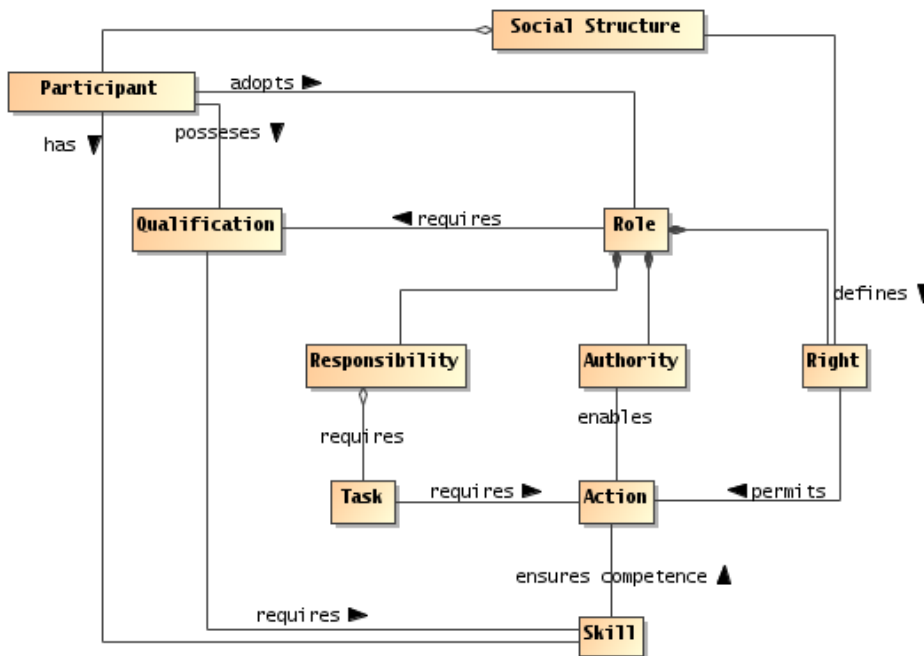 Social Structure
Participant
adopts ▶
has ▼
posseses ▼
Qualification
◀ requires
Role
defines ▼
Responsibility
Authority
Right
requires
enables
Task
requires ▶
Action
◀ permits
ensures competence ▲
requires ▶
Skill